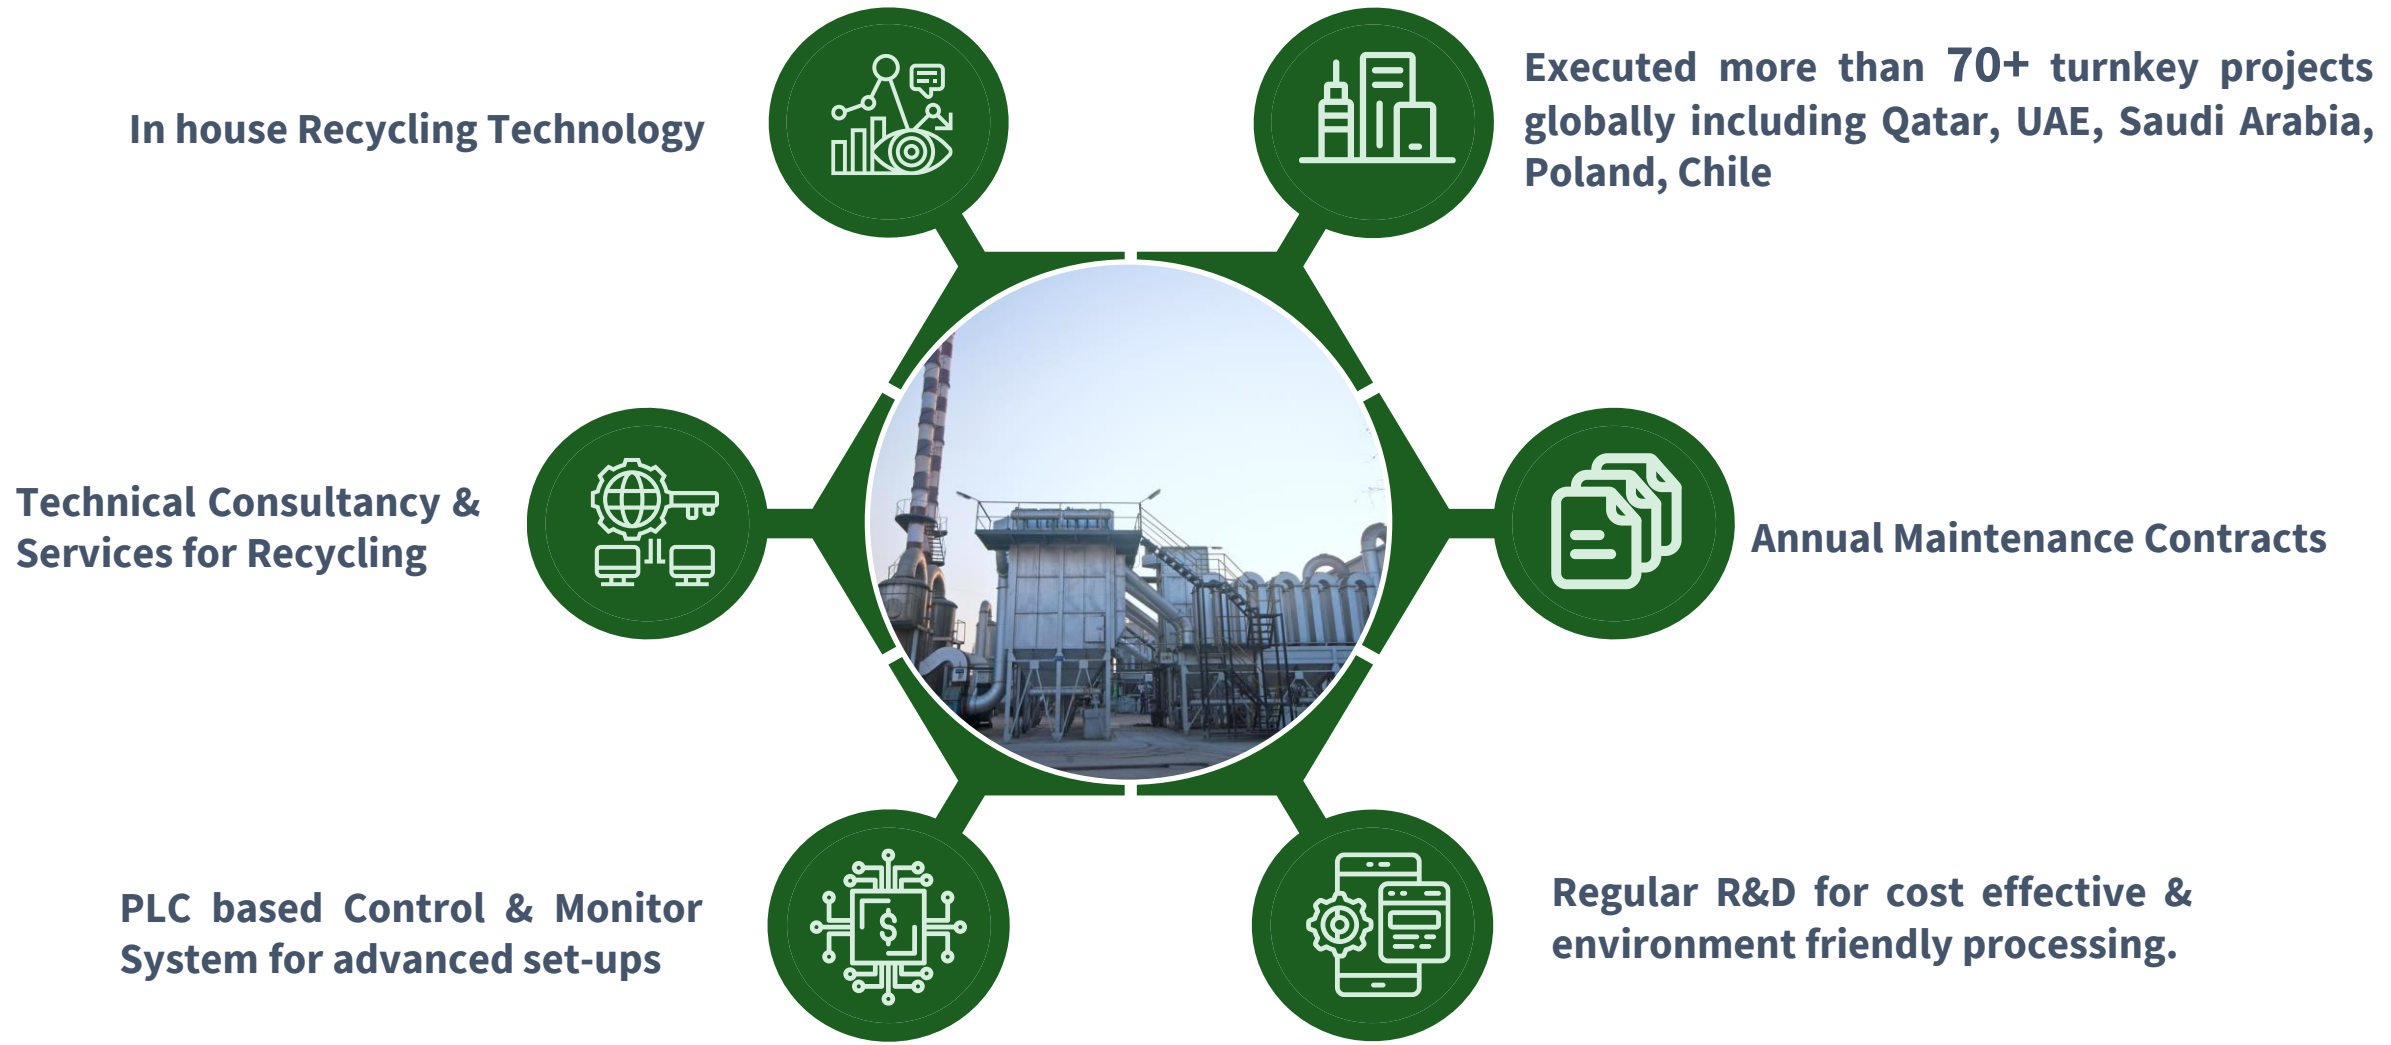 In house Recycling Technology
Executed more than 70+ turnkey projects
globally including Qatar, UAE, Saudi Arabia,
Poland, Chile
Technical Consultancy &
Services for Recycling
Annual Maintenance Contracts
PLC based Control & Monitor
System for advanced set-ups
Regular R&D for cost effective &
environment friendly processing.
$